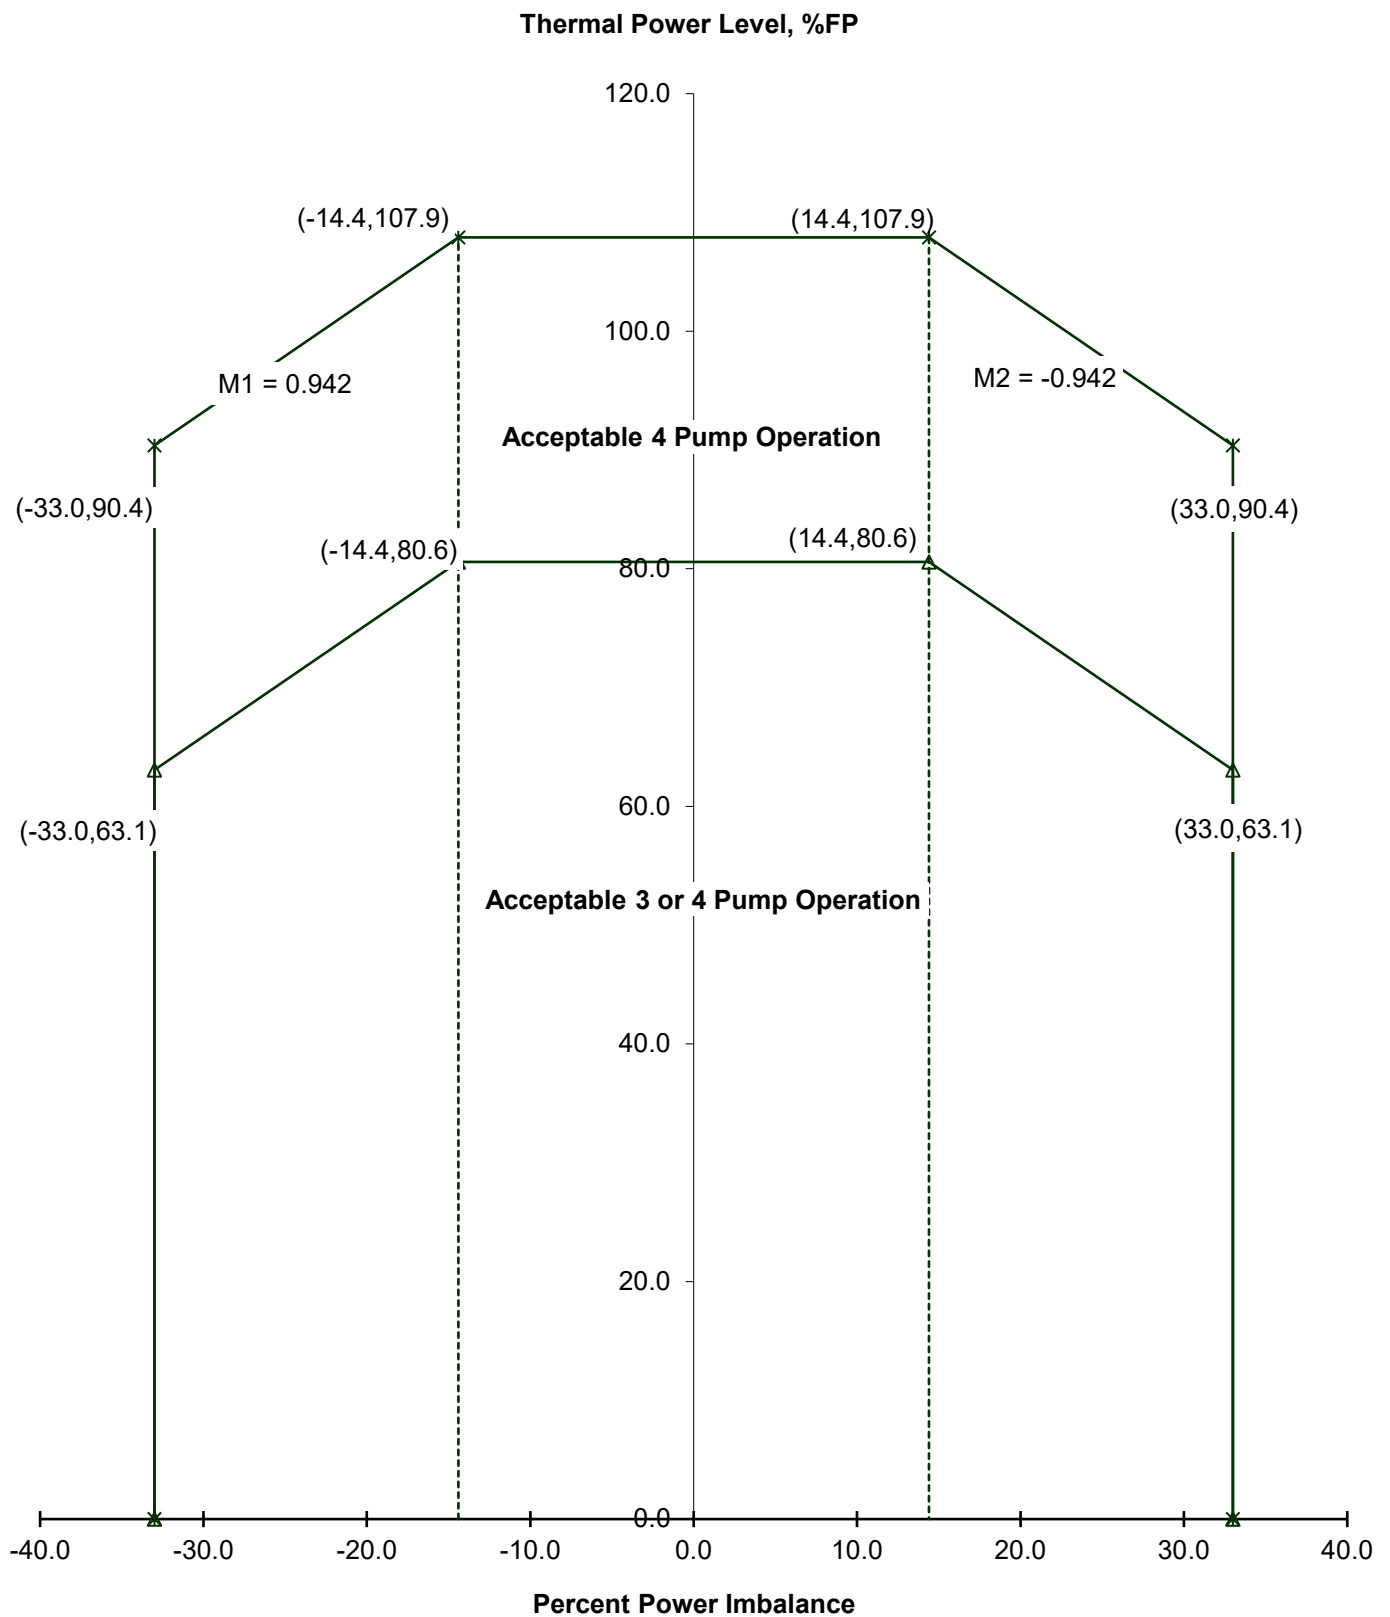 Thermal Power Level, %FP
120.0
(-14.4,107.9)
(14.4,107.9)
100.0
M1 = 0.942
M2 = -0.942
Acceptable 4 Pump Operation
(-33.0,90.4)
(33.0,90.4)
(-14.4,80.6)
(14.4,80.6)
80.0
60.0
(-33.0,63.1)
(33.0,63.1)
Acceptable 3 or 4 Pump Operation
40.0
20.0
0.0
-40.0 -30.0 -20.0 -10.0 0.0 10.0 20.0 30.0 40.0
Percent Power Imbalance